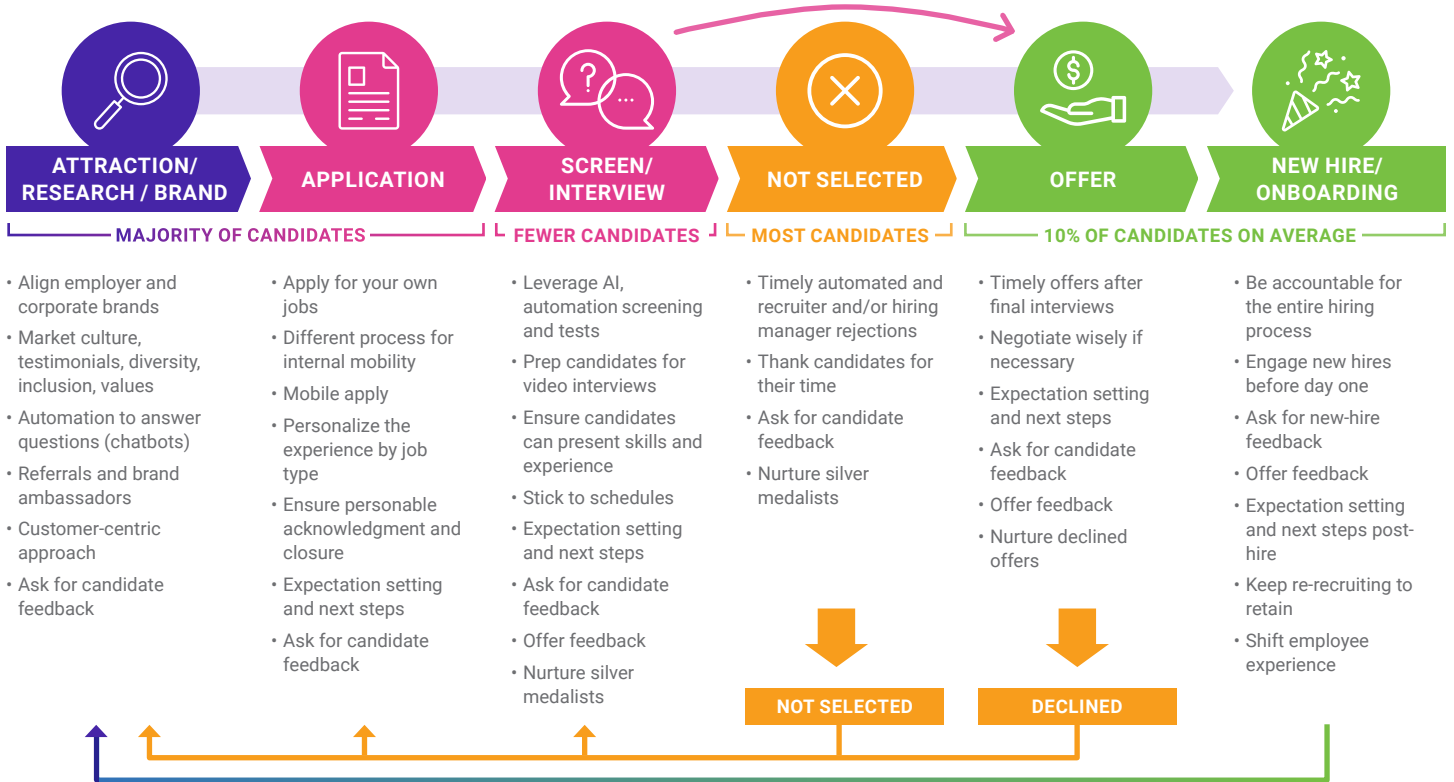 ATTRACTION/
RESEARCH / BRAND
APPLICATION
SCREEN/
INTERVIEW
NOT SELECTED
OFFER
NEW HIRE/
ONBOARDING
MAJORITY OF CANDIDATES
FEWER CANDIDATES
MOST CANDIDATES
10% OF CANDIDATES ON AVERAGE
• Align employer and
corporate brands
• Market culture,
testimonials, diversity,
inclusion, values
• Automation to answer
questions (chatbots)
• Referrals and brand
ambassadors
• Customer-centric
approach
• Ask for candidate
feedback
• Apply for your own
jobs
• Different process for
internal mobility
• Mobile apply
• Personalize the
experience by job
type
• Ensure personable
acknowledgment and
closure
• Expectation setting
and next steps
• Ask for candidate
feedback
• Leverage AI,
automation screening
and tests
• Prep candidates for
video interviews
• Ensure candidates
can present skills and
experience
• Stick to schedules
• Expectation setting
and next steps
• Ask for candidate
feedback
• Offer feedback
• Nurture silver
medalists
• Timely automated and
recruiter and/or hiring
manager rejections
• Thank candidates for
their time
• Ask for candidate
feedback
• Nurture silver
medalists
• Timely offers after
final interviews
• Negotiate wisely if
necessary
• Expectation setting
and next steps
• Ask for candidate
feedback
• Offer feedback
• Nurture declined
offers
• Be accountable for
the entire hiring
process
• Engage new hires
before day one
• Ask for new-hire
feedback
• Offer feedback
• Expectation setting
and next steps post-
hire
• Keep re-recruiting to
retain
• Shift employee
experience
NOT SELECTED
DECLINED